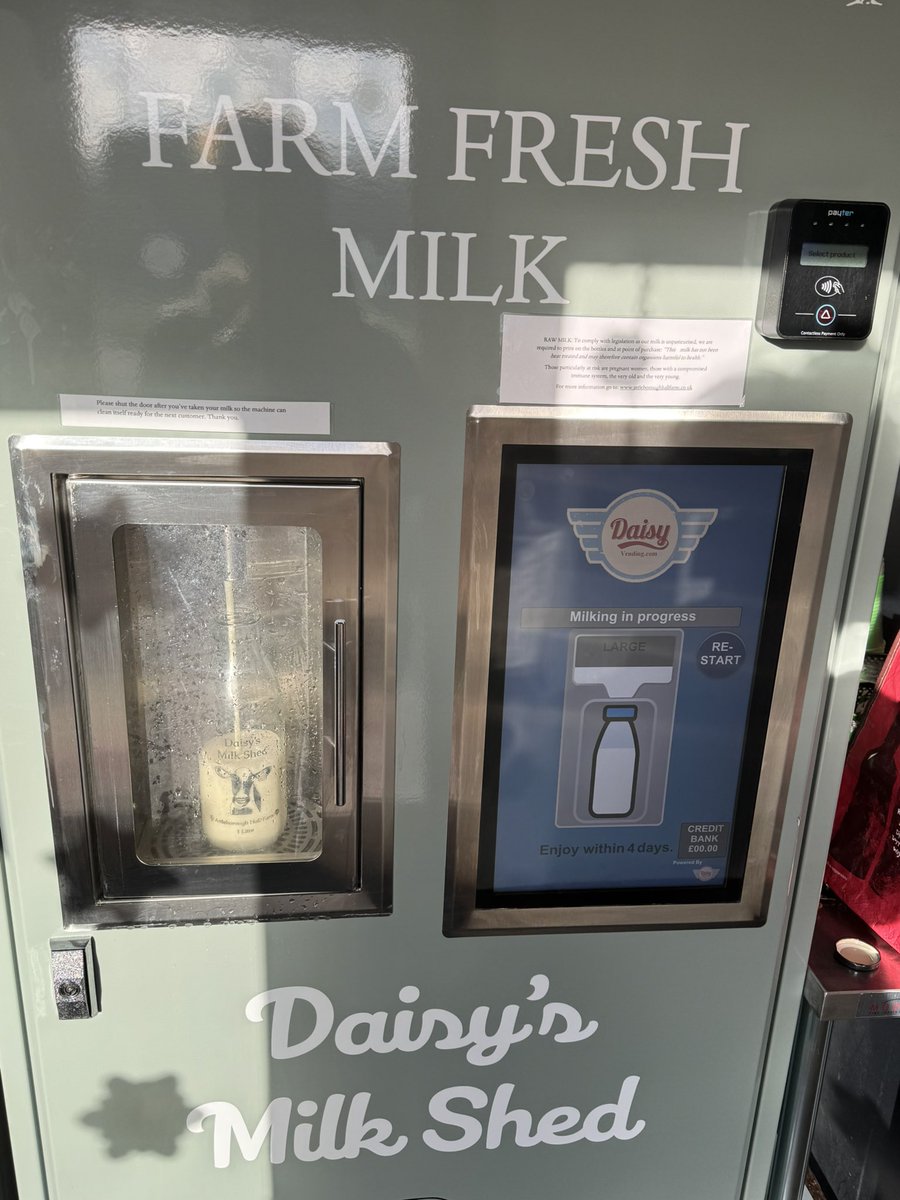 FARM FRESH
MILK
payter
Select product
Contactless Payment Only
RAW MILK: To comply with legislation as our milk is unpasteurised, we are
required to print on the bottles and at point of purchase: "This milk has not been
heat treated and may therefore contain organisms harmful to health"
Those particularly at risk are pregnant women, those with a compromised
immune system, the very old and the very young.
For more information go to:
Please shut the door after you've taken your milk so the machine can
clean itself ready for the next customer. Thank you.
Daisy
Vending.com
Milking in progress
LARGE
RE-
START
Daisy's
Milk Shed
1 Litre
Enjoy within 4 days.
CREDIT
BANK
£00.00
Powered By
Daisy's
Milk Shed